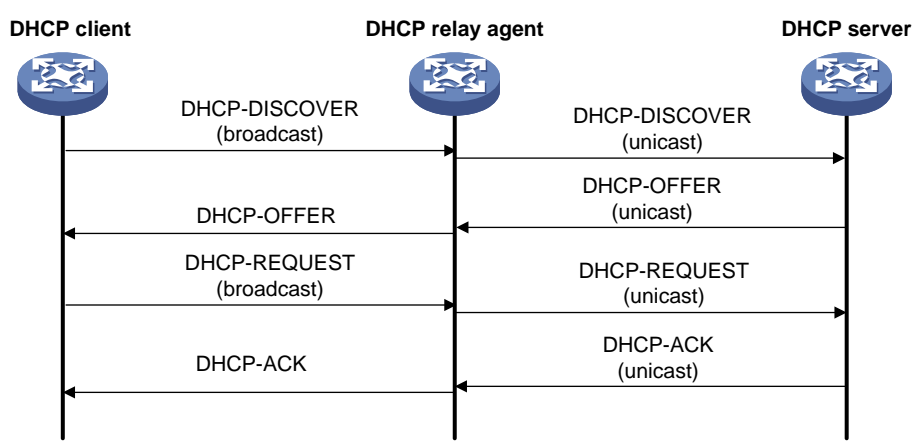 DHCP client
DHCP relay agent
DHCP server
DHCP-DISCOVER
(broadcast)
DHCP-DISCOVER
(unicast)
DHCP-OFFER
(unicast)
DHCP-OFFER
DHCP-REQUEST
(broadcast)
DHCP-REQUEST
(unicast)
DHCP-ACK
(unicast)
DHCP-ACK